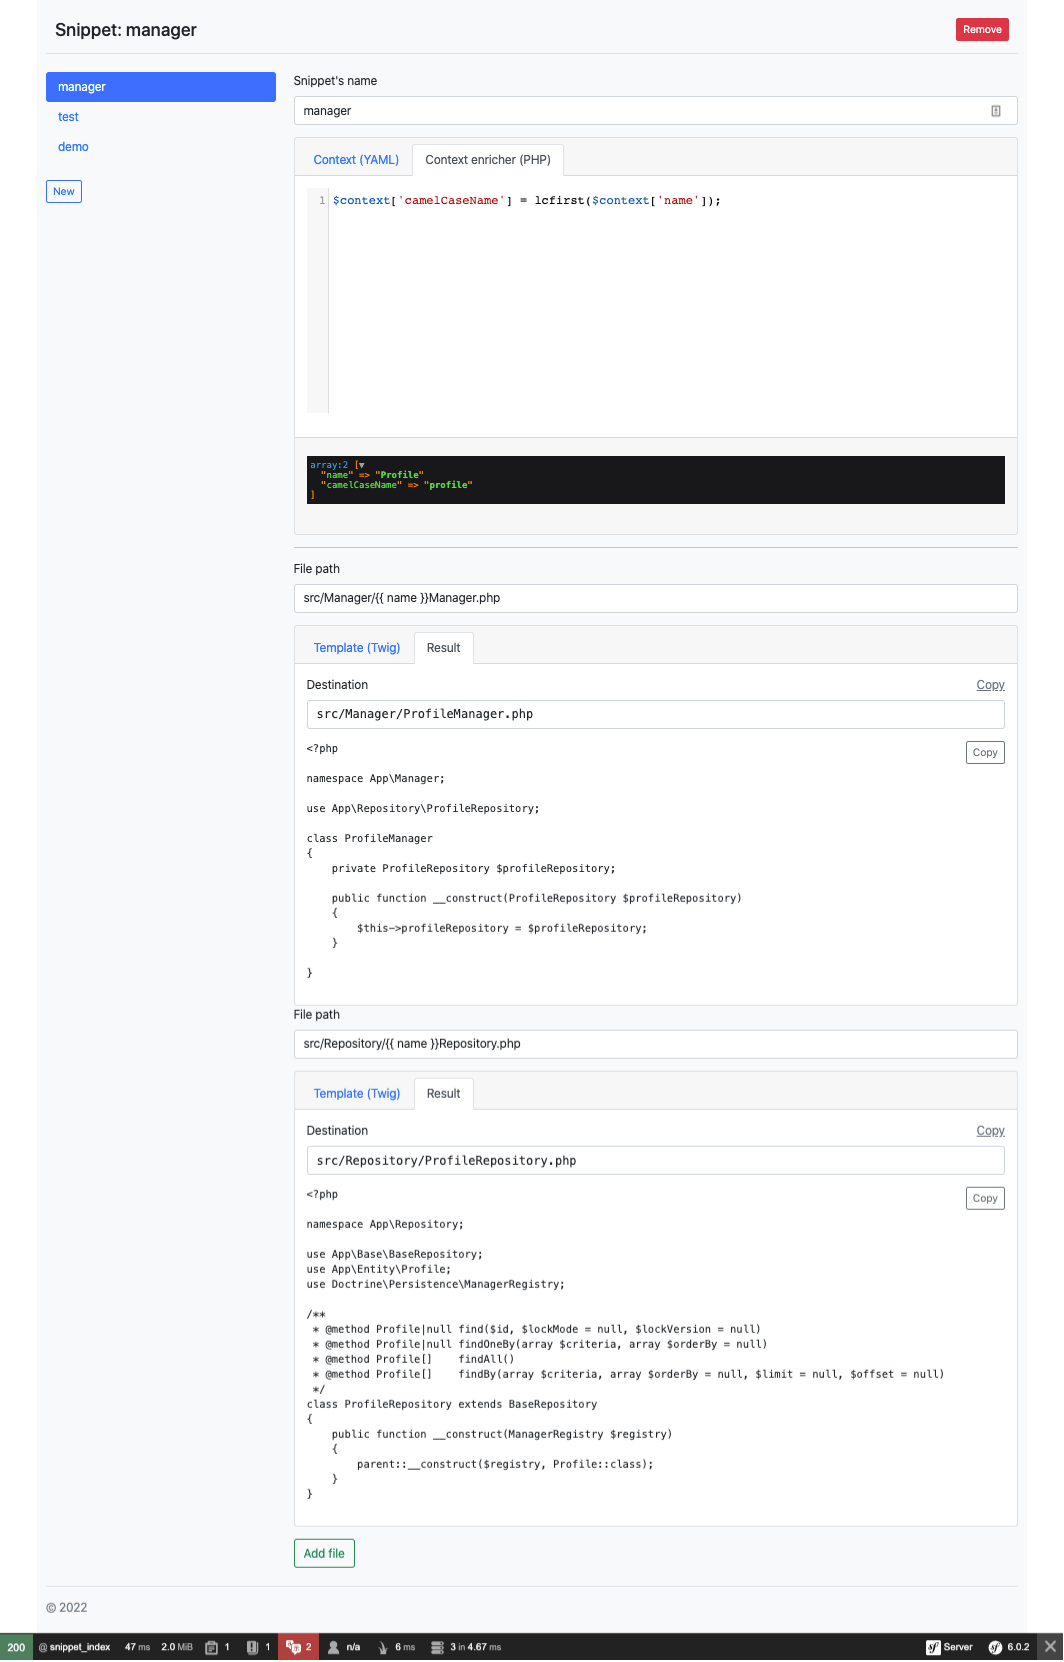 Snippet: manager
Remove
manager
test
demo
New
Snippet's name
manager
Context (YAML)
Context enricher (PHP)
1 $context['camelCaseName'] = lcfirst($context['name']);
array:2 [▼
  "name" => "Profile"
  "camelCaseName" => "profile"
]
File path
src/Manager/{{ name }}Manager.php
Template (Twig)
Result
Destination
Copy
src/Manager/ProfileManager.php
Copy
<?php
namespace App\Manager;
use App\Repository\ProfileRepository;
class ProfileManager
{
    private ProfileRepository $profileRepository;
    public function __construct(ProfileRepository $profileRepository)
    {
        $this->profileRepository = $profileRepository;
    }
}
File path
src/Repository/{{ name }}Repository.php
Template (Twig)
Result
Destination
Copy
src/Repository/ProfileRepository.php
Copy
<?php
namespace App\Repository;
use App\Base\BaseRepository;
use App\Entity\Profile;
use Doctrine\Persistence\ManagerRegistry;
/**
 * @method Profile|null find($id, $lockMode = null, $lockVersion = null)
 * @method Profile|null findOneBy(array $criteria, array $orderBy = null)
 * @method Profile[]    findAll()
 * @method Profile[]    findBy(array $criteria, array $orderBy = null, $limit = null, $offset = null)
 */
class ProfileRepository extends BaseRepository
{
    public function __construct(ManagerRegistry $registry)
    {
        parent::__construct($registry, Profile::class);
    }
}
Add file
© 2022
200 @ snippet_index 47 ms 2.0 MiB 1 1 2 n/a 6 ms 3 in 4.67 ms Server 6.0.2